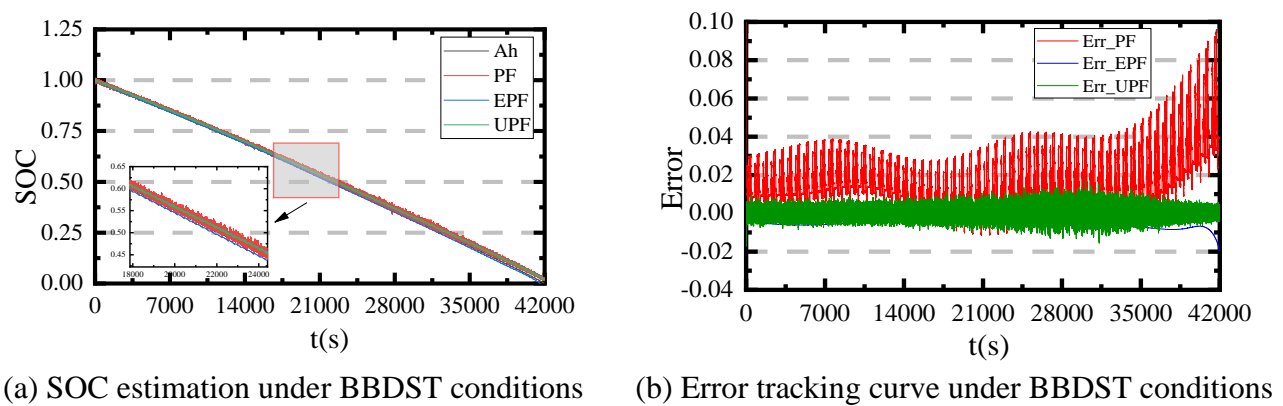 1.25
1.00
0.75
0.50
0.25
0.00
SOC
Ah
PF
EPF
UPF
0.65
0.60
0.55
0.50
0.45
18000 20000 22000 24000
0 7000 14000 21000 28000 35000 42000
t(s)
(a) SOC estimation under BBDST conditions
0.10
0.08
0.06
0.04
0.02
0.00
-0.02
-0.04
Error
Err_PF
Err_EPF
Err_UPF
0 7000 14000 21000 28000 35000 42000
t(s)
(b) Error tracking curve under BBDST conditions